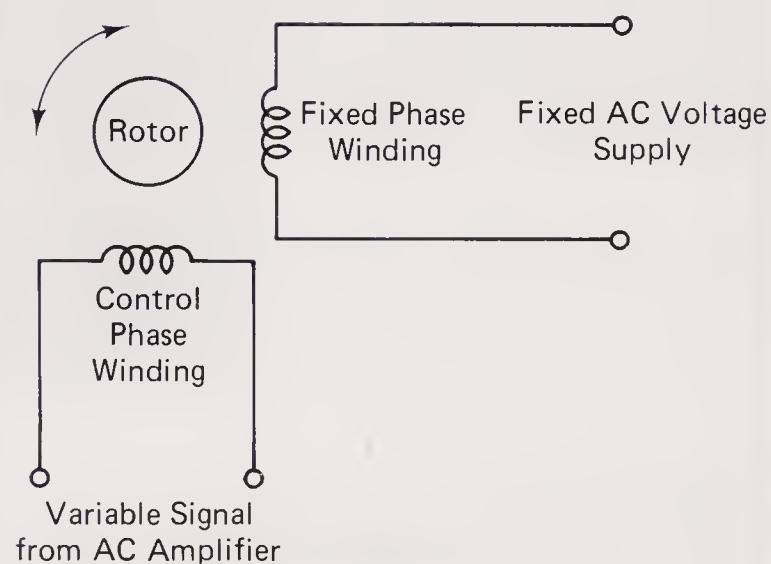 Rotor
Fixed Phase
Winding
Fixed AC Voltage
Supply
Control
Phase
Winding
Variable Signal
from AC Amplifier